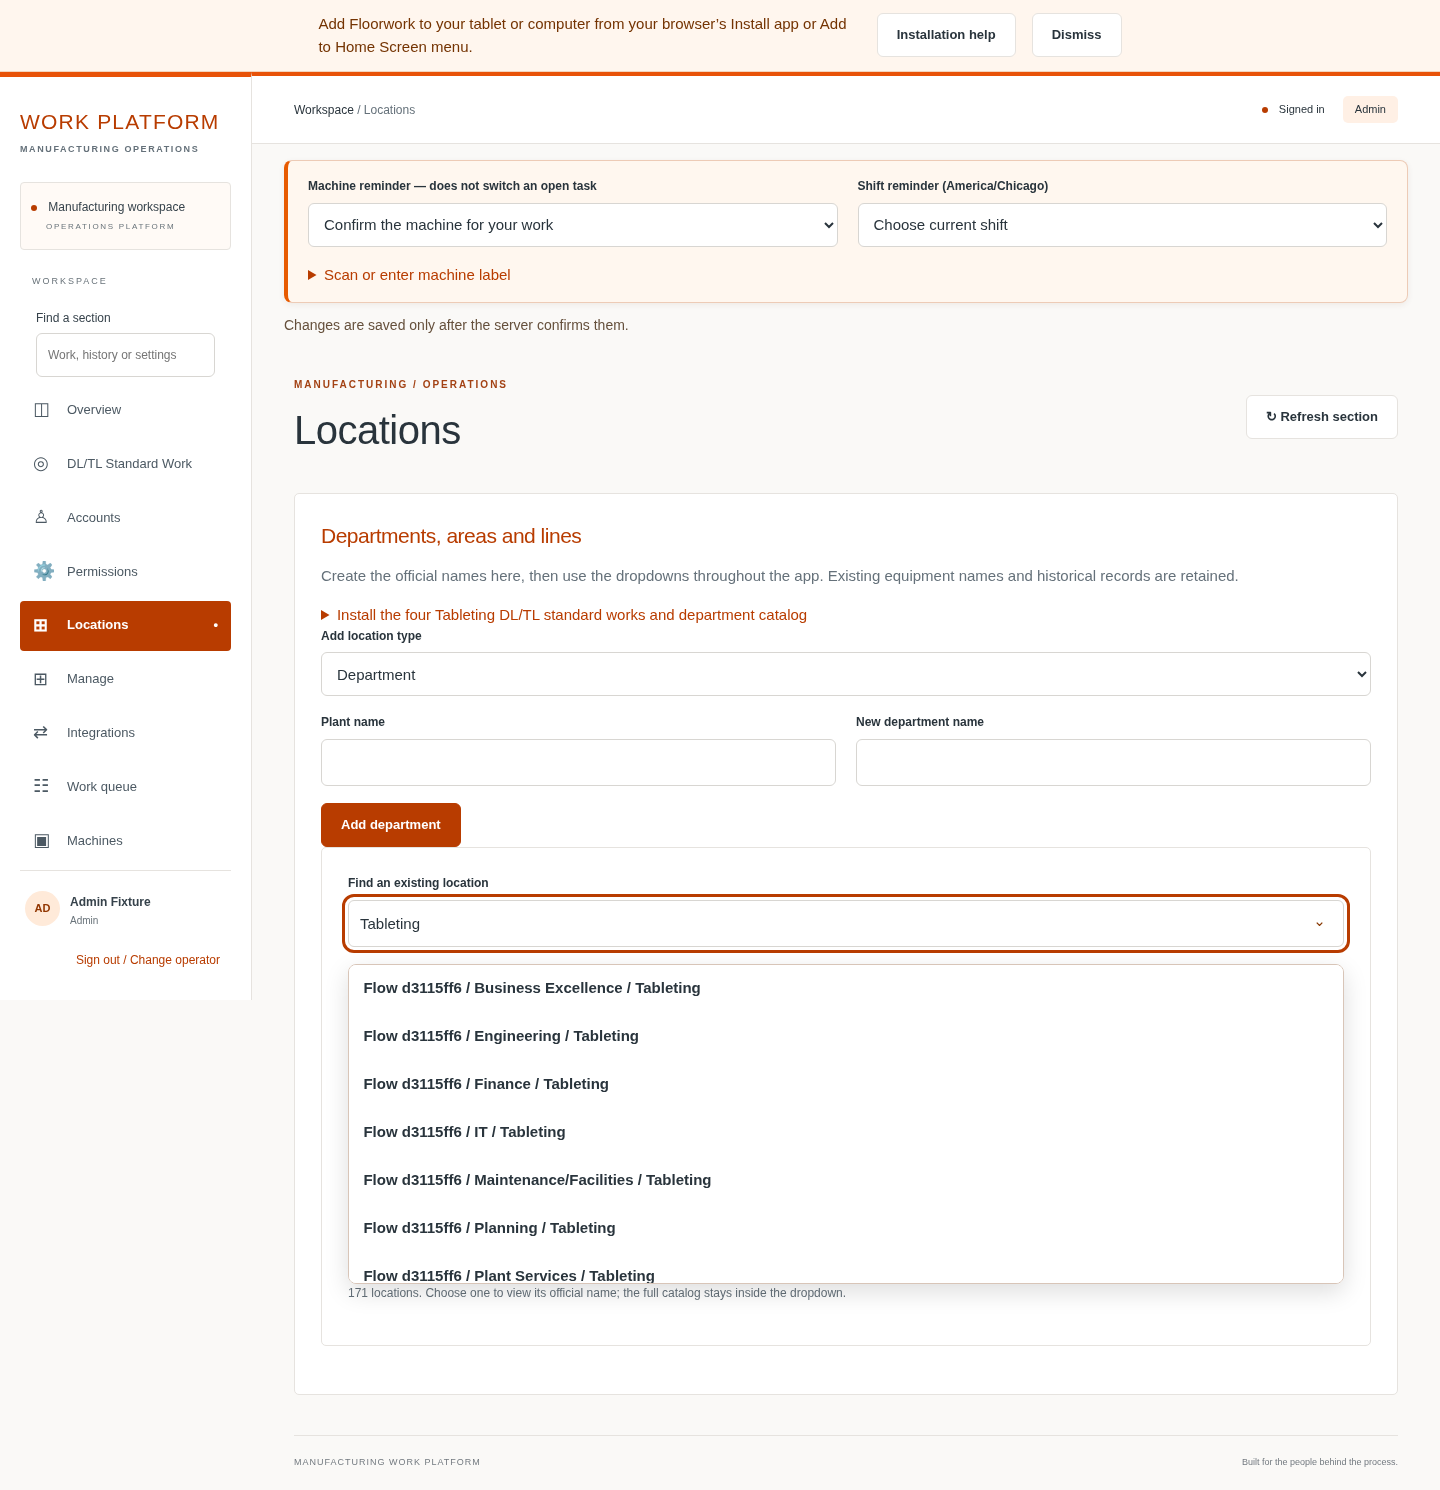 Add Floorwork to your tablet or computer from your browser’s Install app or Add
to Home Screen menu.
Installation help
Dismiss
WORK PLATFORM
MANUFACTURING OPERATIONS
Manufacturing workspace
OPERATIONS PLATFORM
WORKSPACE
Find a section
Work, history or settings
Overview
DL/TL Standard Work
Accounts
Permissions
Locations
Manage
Integrations
Work queue
Machines
AD
Admin Fixture
Admin
Sign out / Change operator
Workspace / Locations
Signed in
Admin
Machine reminder — does not switch an open task
Confirm the machine for your work
Shift reminder (America/Chicago)
Choose current shift
Scan or enter machine label
Changes are saved only after the server confirms them.
MANUFACTURING / OPERATIONS
Locations
↻ Refresh section
Departments, areas and lines
Create the official names here, then use the dropdowns throughout the app. Existing equipment names and historical records are retained.
Install the four Tableting DL/TL standard works and department catalog
Add location type
Department
Plant name
New department name
Add department
Find an existing location
Tableting
Flow d3115ff6 / Business Excellence / Tableting
Flow d3115ff6 / Engineering / Tableting
Flow d3115ff6 / Finance / Tableting
Flow d3115ff6 / IT / Tableting
Flow d3115ff6 / Maintenance/Facilities / Tableting
Flow d3115ff6 / Planning / Tableting
Flow d3115ff6 / Plant Services / Tableting
171 locations. Choose one to view its official name; the full catalog stays inside the dropdown.
MANUFACTURING WORK PLATFORM
Built for the people behind the process.